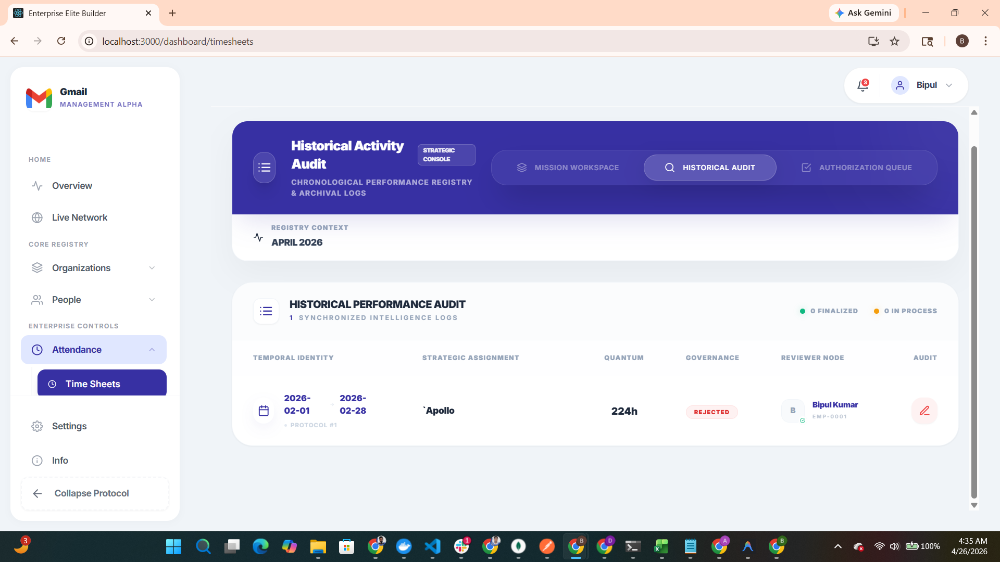 Enterprise Elite Builder
Ask Gemini
localhost:3000/dashboard/timesheets
B
Gmail
MANAGEMENT ALPHA
3
Bipul
HOME
Overview
Live Network
CORE REGISTRY
Organizations
People
ENTERPRISE CONTROLS
Attendance
Time Sheets
Settings
Info
Collapse Protocol
Historical Activity
Audit
STRATEGIC
CONSOLE
CHRONOLOGICAL PERFORMANCE REGISTRY
& ARCHIVAL LOGS
MISSION WORKSPACE
HISTORICAL AUDIT
AUTHORIZATION QUEUE
REGISTRY CONTEXT
APRIL 2026
HISTORICAL PERFORMANCE AUDIT
1 SYNCHRONIZED INTELLIGENCE LOGS
0 FINALIZED
0 IN PROCESS
TEMPORAL IDENTITY STRATEGIC ASSIGNMENT QUANTUM GOVERNANCE REVIEWER NODE AUDIT
2026-
02-01
2026-
02-28
PROTOCOL #1
`Apollo
224h
REJECTED
B
Bipul Kumar
EMP-0001
3
1
B
D
A
B
100%
4:35 AM
4/26/2026